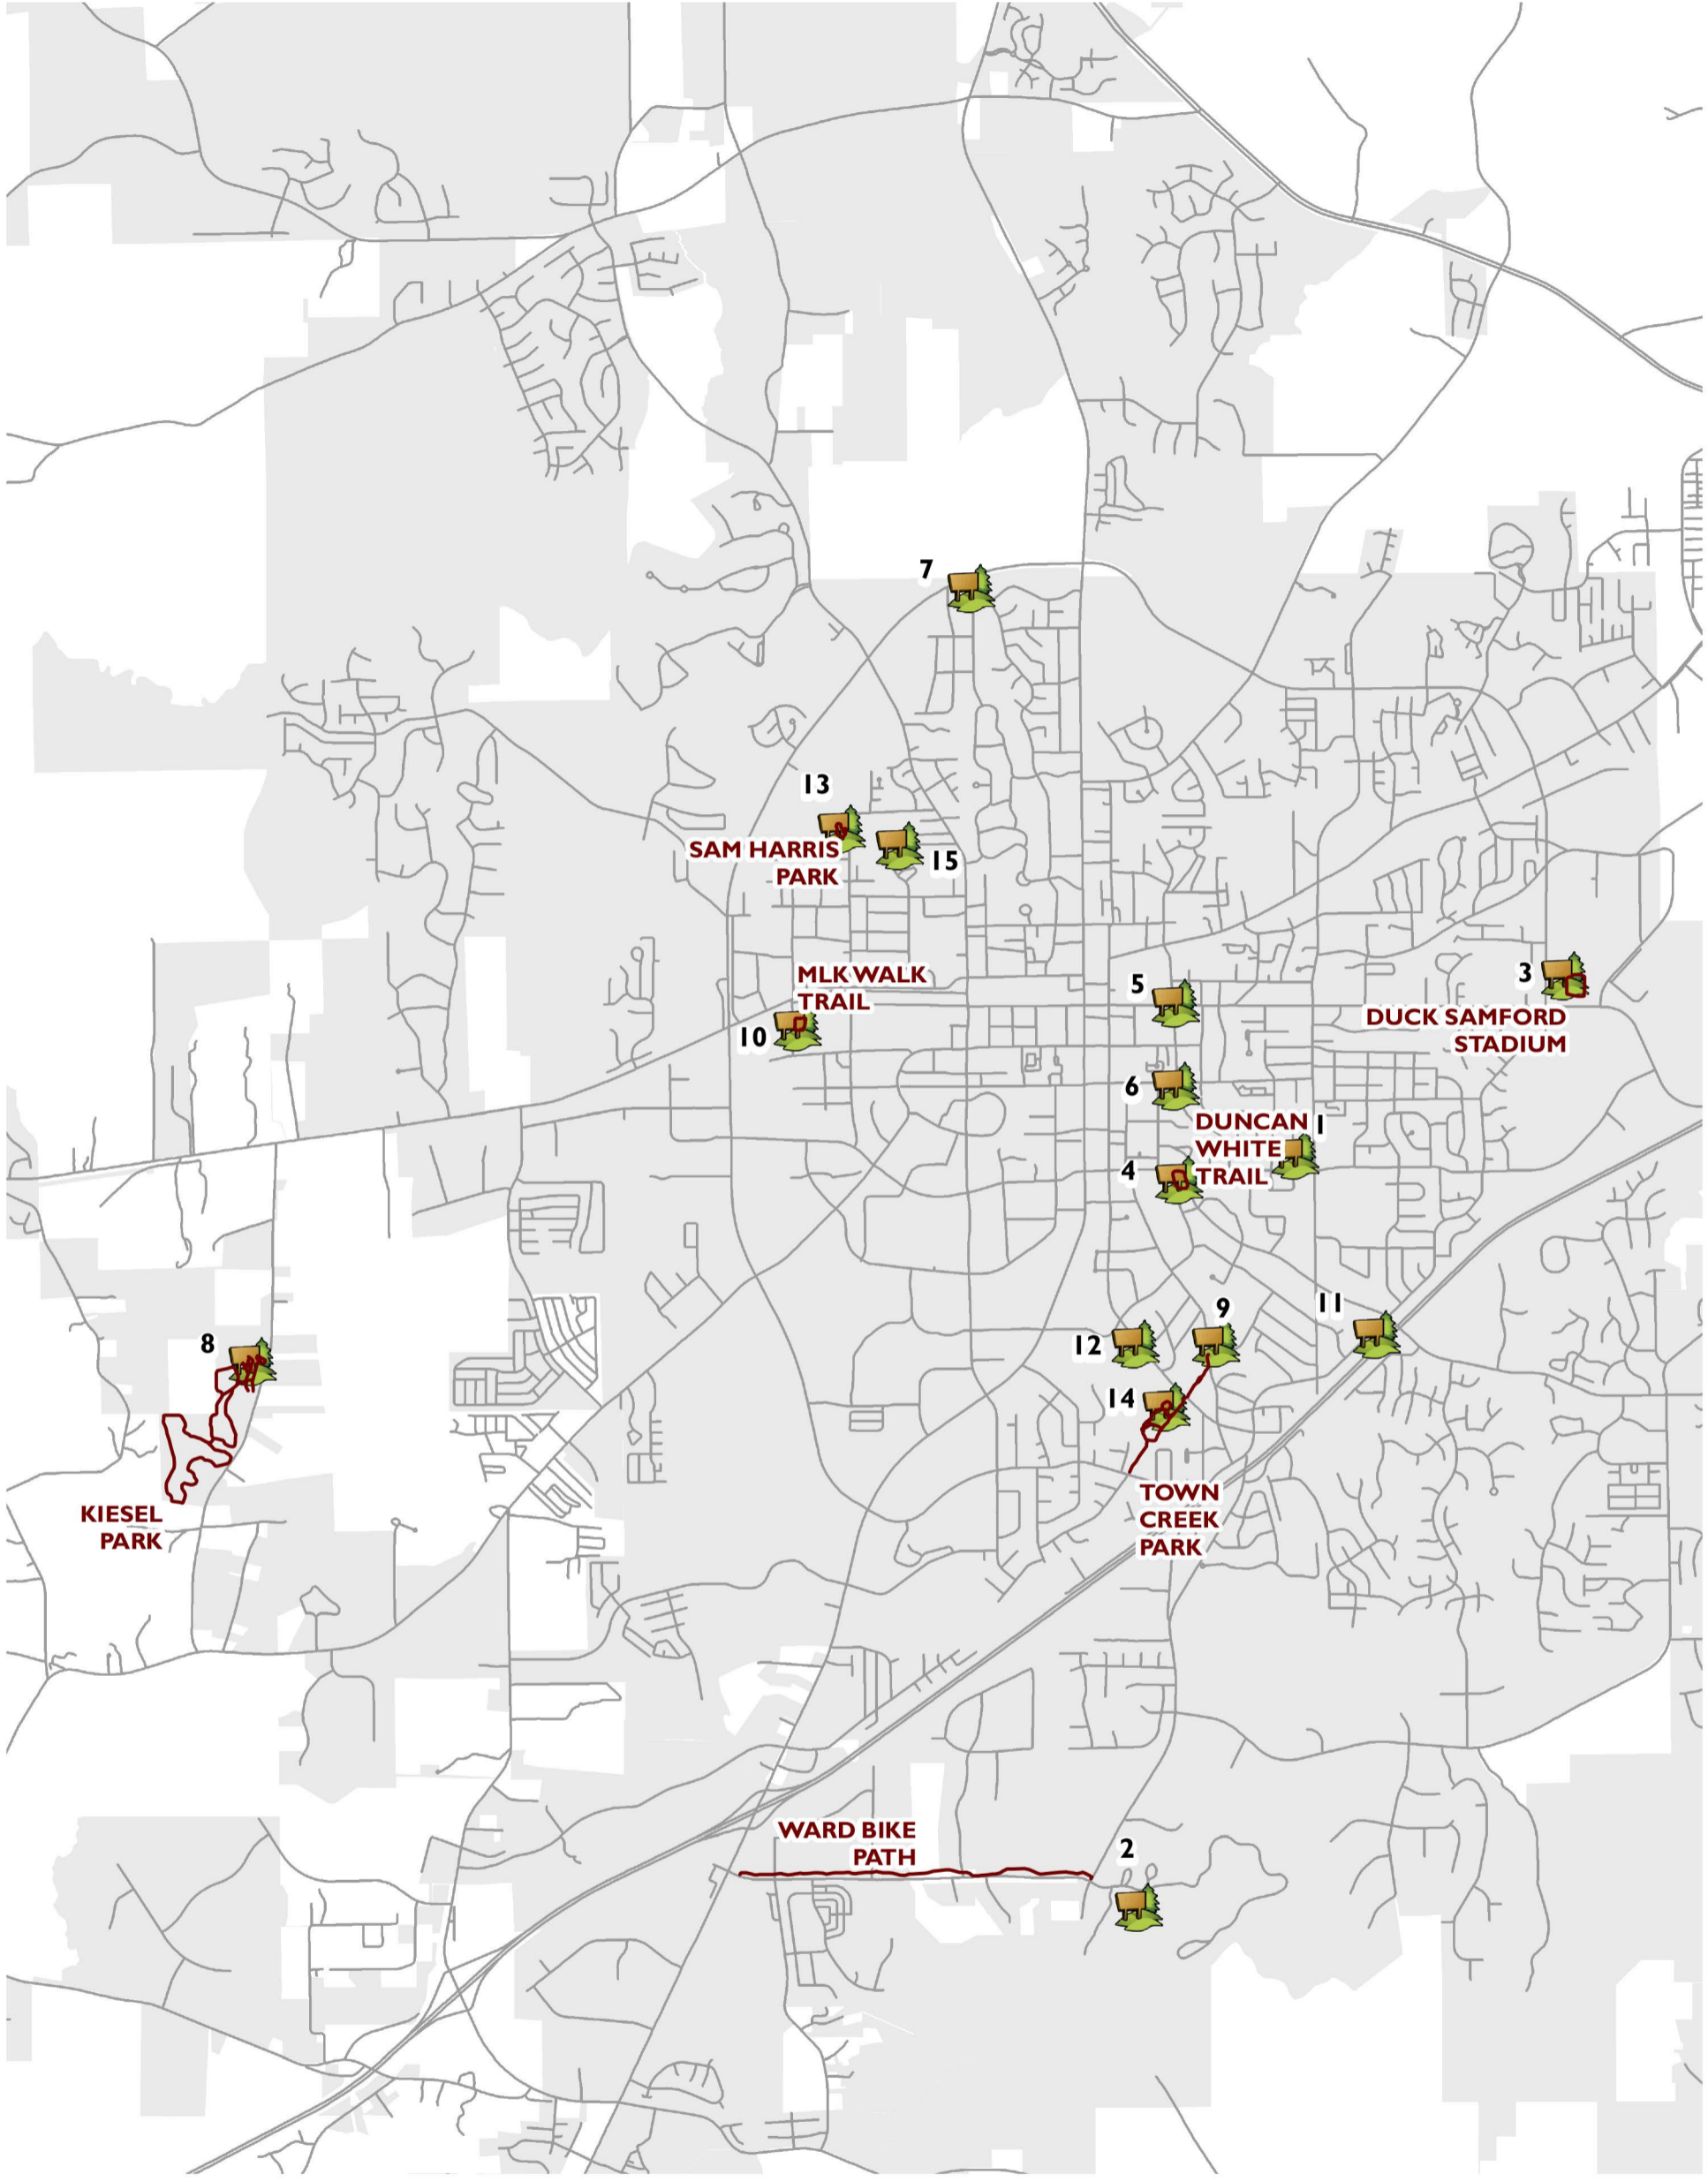 7
13
SAM HARRIS
PARK
15
MLK WALK
TRAIL
10
5
3
DUCK SAMFORD
STADIUM
6
DUNCAN
WHITE
TRAIL
1
4
9
11
12
8
14
KIESEL
PARK
TOWN
CREEK
PARK
WARD BIKE
PATH
2